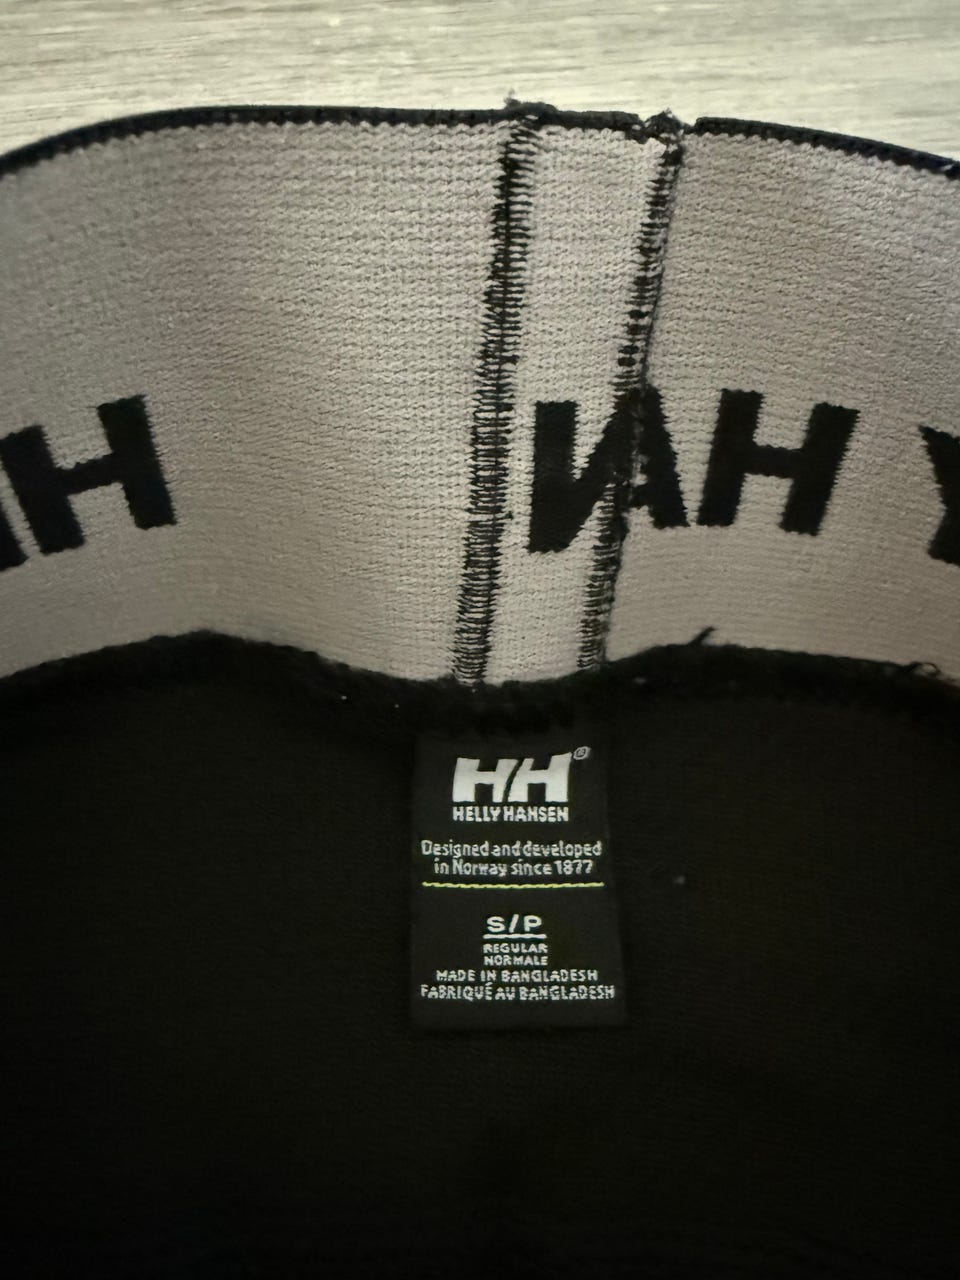 HH®
HELLY HANSEN
Designed and developed
in Norway since 1877
S/P
REGULAR
NORMALE
MADE IN BANGLADESH
FABRIQUÉ AU BANGLADESH